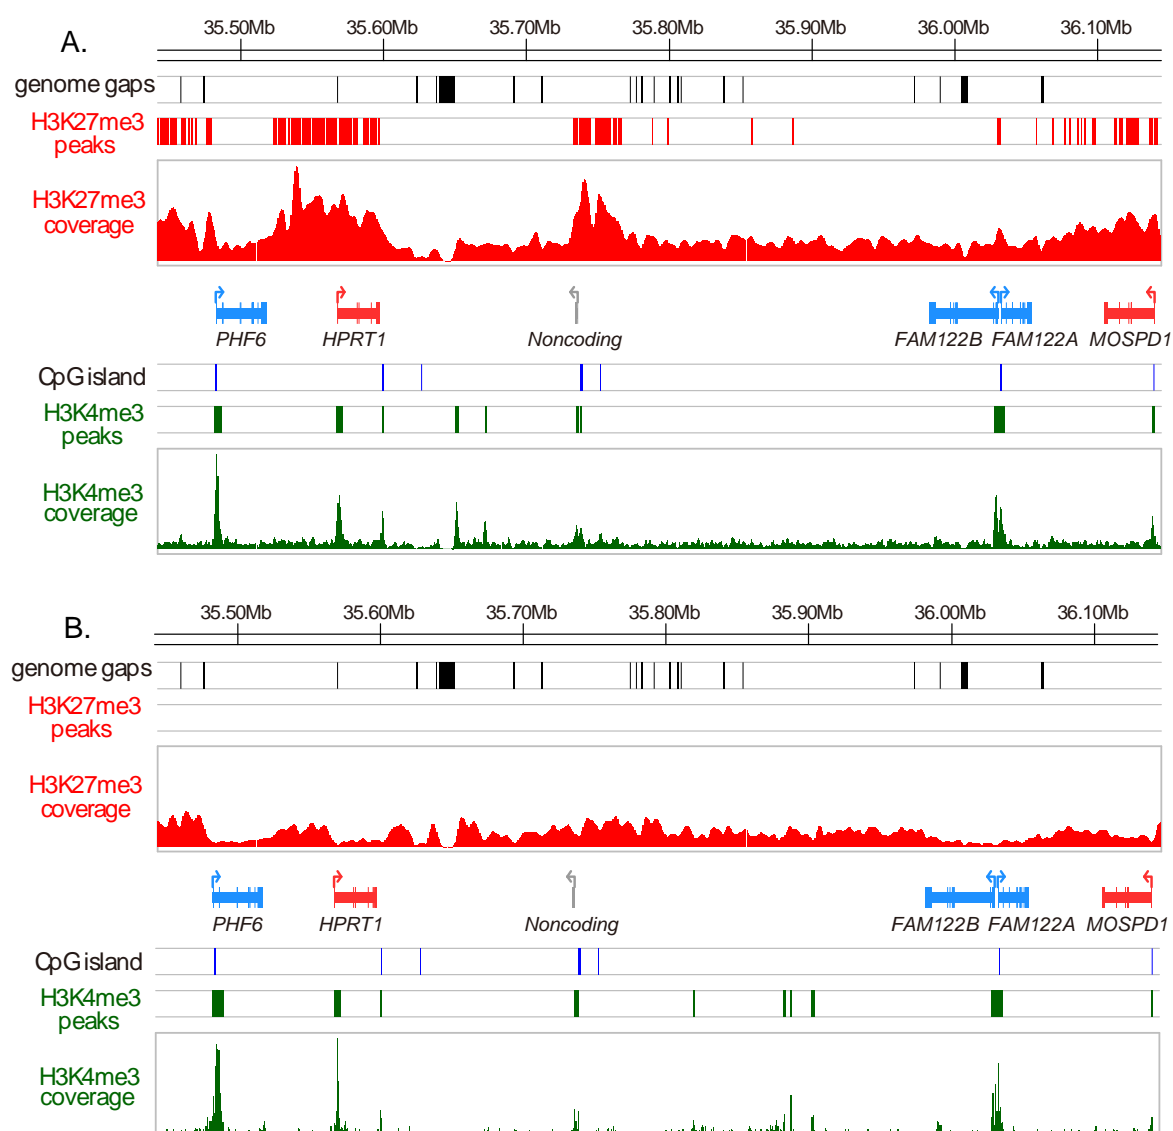 A.
35.50Mb 35.60Mb 35.70Mb 35.80Mb 35.90Mb 36.00Mb 36.10Mb
genome gaps
H3K27me3
peaks
H3K27me3
coverage
PHF6 HPRT1 Noncoding FAM122B FAM122A MOSPD1
CpG island
H3K4me3
peaks
H3K4me3
coverage
B.
35.50Mb 35.60Mb 35.70Mb 35.80Mb 35.90Mb 36.00Mb 36.10Mb
genome gaps
H3K27me3
peaks
H3K27me3
coverage
PHF6 HPRT1 Noncoding FAM122B FAM122A MOSPD1
CpG island
H3K4me3
peaks
H3K4me3
coverage